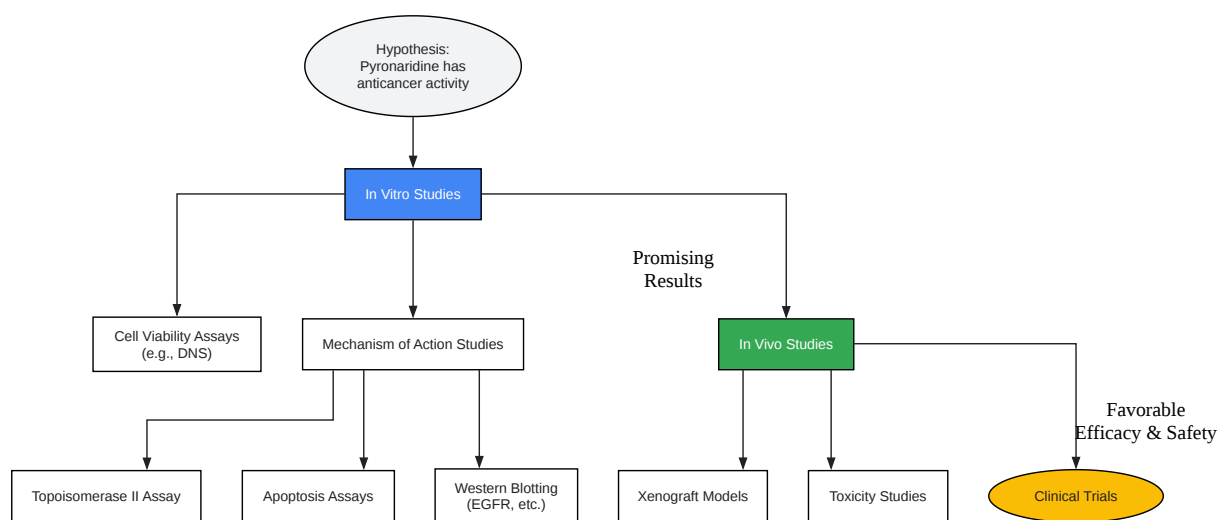 Hypothesis:
Pyronaridine has
anticancer activity
In Vitro Studies
Promising
Results
Cell Viability Assays
(e.g., DNS)
Mechanism of Action Studies
In Vivo Studies
Favorable
Efficacy & Safety
Topoisomerase II Assay
Apoptosis Assays
Western Blotting
(EGFR, etc.)
Xenograft Models
Toxicity Studies
Clinical Trials